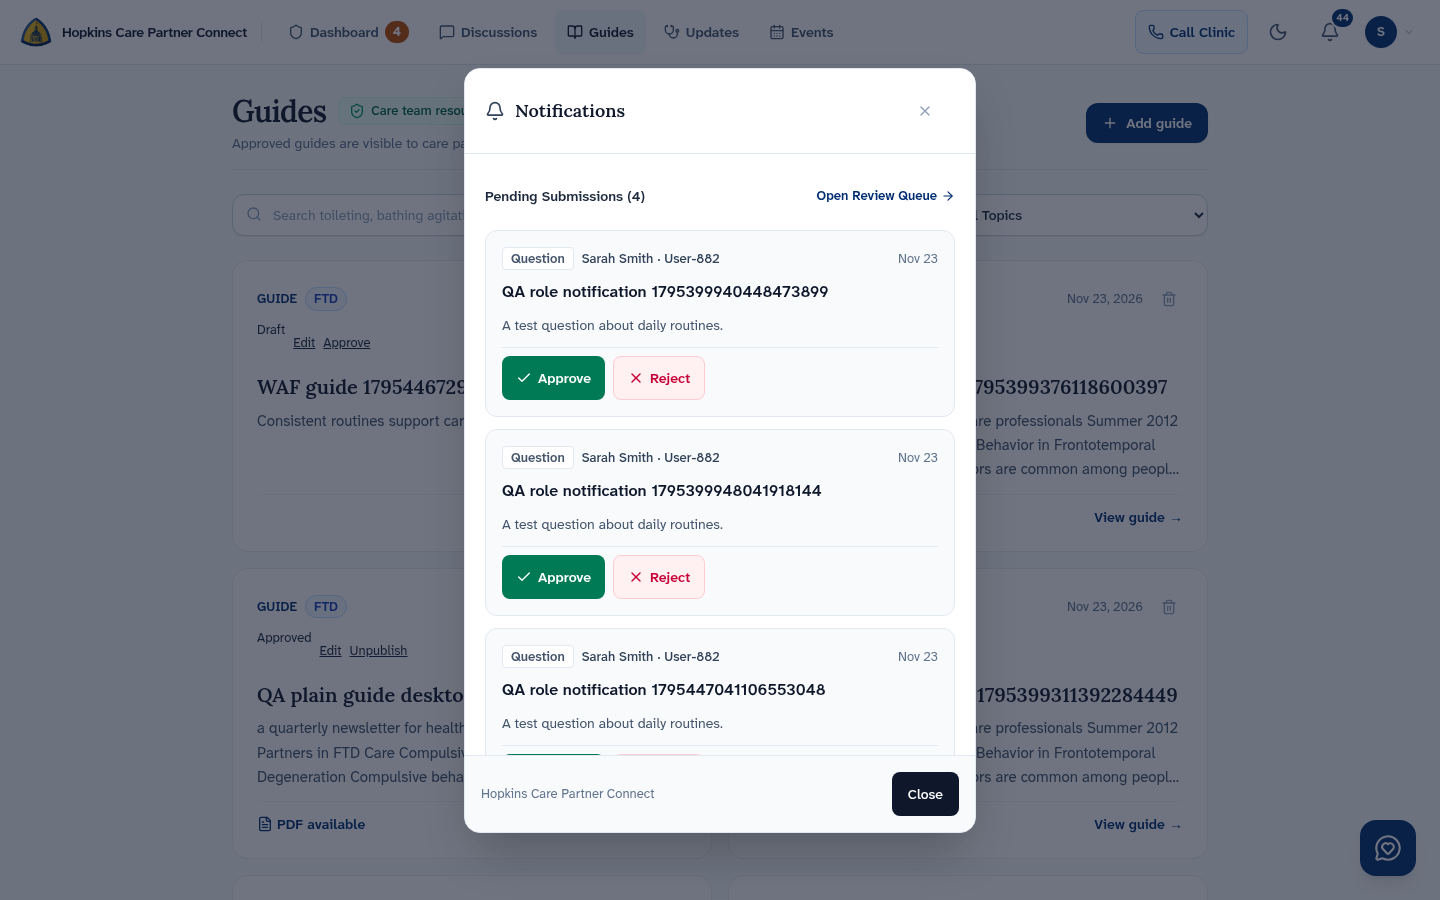 Hopkins Care Partner Connect
Dashboard 4
Discussions
Guides
Updates
Events
Call Clinic
44
S
Guides
Care team resou
Approved guides are visible to care pa
Add guide
Search toileting, bathing agitati
Topics
Notifications
Pending Submissions (4)
Open Review Queue →
Question Sarah Smith · User-882 Nov 23
QA role notification 1795399940448473899
A test question about daily routines.
Approve
Reject
Question Sarah Smith · User-882 Nov 23
QA role notification 1795399948041918144
A test question about daily routines.
Approve
Reject
Question Sarah Smith · User-882 Nov 23
QA role notification 1795447041106553048
A test question about daily routines.
Hopkins Care Partner Connect
Close
GUIDE FTD
Draft
Edit Approve
WAF guide 1795446729
Consistent routines support car
Nov 23, 2026
795399376118600397
re professionals Summer 2012
Behavior in Frontotemporal
rs are common among peopl...
View guide →
GUIDE FTD
Approved
Edit Unpublish
QA plain guide deskto
a quarterly newsletter for health
Partners in FTD Care Compulsiv
Degeneration Compulsive beha
PDF available
Nov 23, 2026
1795399311392284449
re professionals Summer 2012
Behavior in Frontotemporal
rs are common among peopl...
View guide →